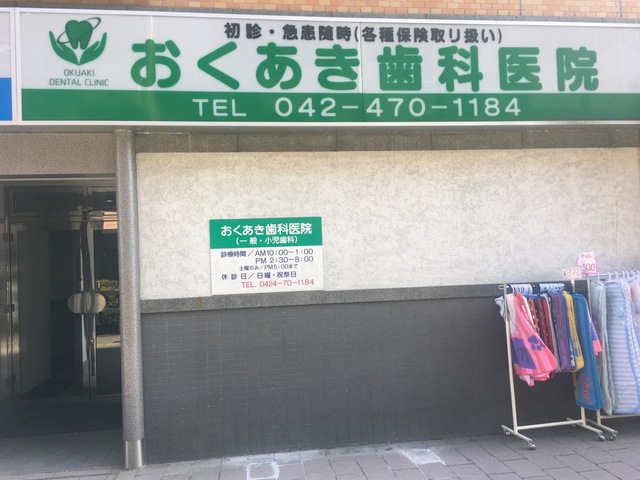 初診・急患随時(各種保険取り扱い)
おくあき歯科医院
OKUAKI
DENTAL CLINIC
TEL 042-470-1184
おくあき歯科医院
(一般・小児歯科)
診療時間／AM10:00～1:00
PM 2:30～8:00
土曜のみ／PM5:00まで
休診日／日曜・祝祭日
TEL. 0424-70-1184